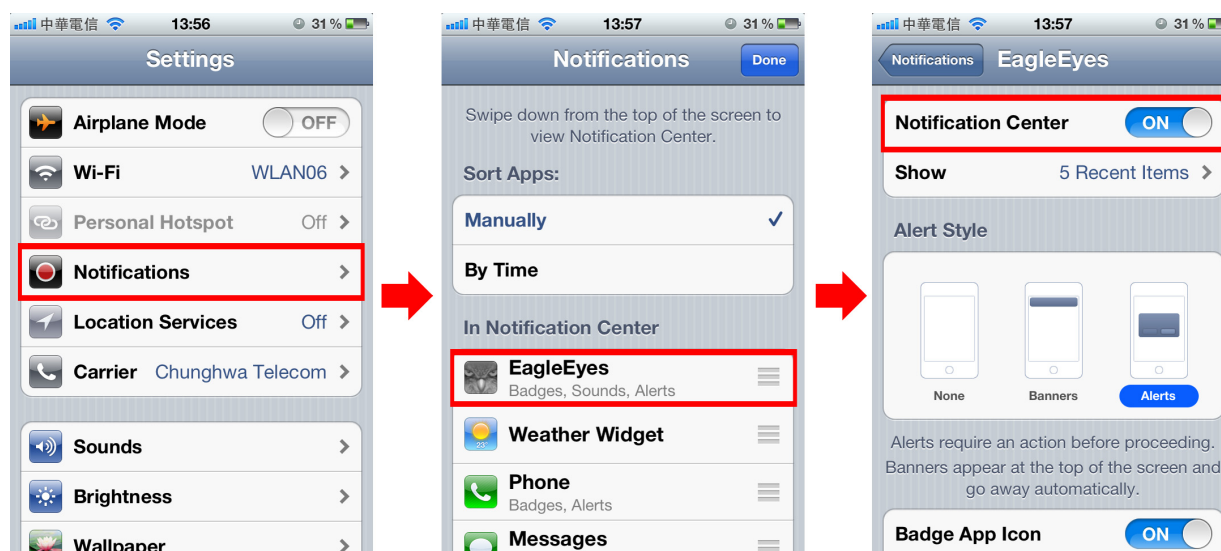 中華電信 13:56 31 %
Settings
Airplane Mode OFF
Wi-Fi WLAN06
Personal Hotspot Off
Notifications
Location Services Off
Carrier Chunghwa Telecom
Sounds
Brightness
Wallpaper
中華電信 13:57 31 %
Notifications Done
Swipe down from the top of the screen to
view Notification Center.
Sort Apps:
Manually
By Time
In Notification Center
EagleEyes
Badges, Sounds, Alerts
23°
Weather Widget
Phone
Badges, Alerts
Messages
中華電信 13:57 31 %
Notifications EagleEyes
Notification Center ON
Show 5 Recent Items
Alert Style
None Banners Alerts
Alerts require an action before proceeding.
Banners appear at the top of the screen and
go away automatically.
Badge App Icon ON